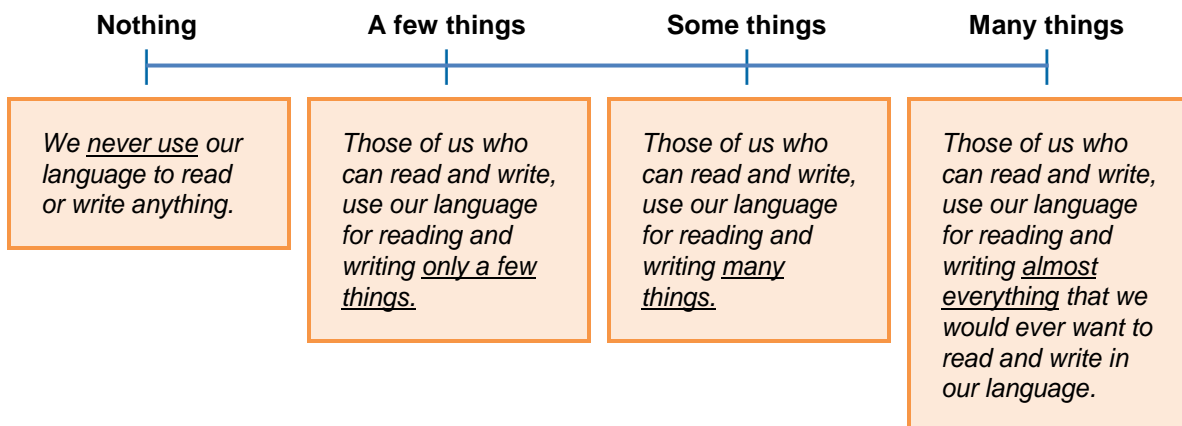 Nothing
A few things
Some things
Many things
We never use our
language to read
or write anything.
Those of us who
can read and write,
use our language
for reading and
writing only a few
things.
Those of us who
can read and write,
use our language
for reading and
writing many
things.
Those of us who
can read and write,
use our language
for reading and
writing almost
everything that we
would ever want to
read and write in
our language.